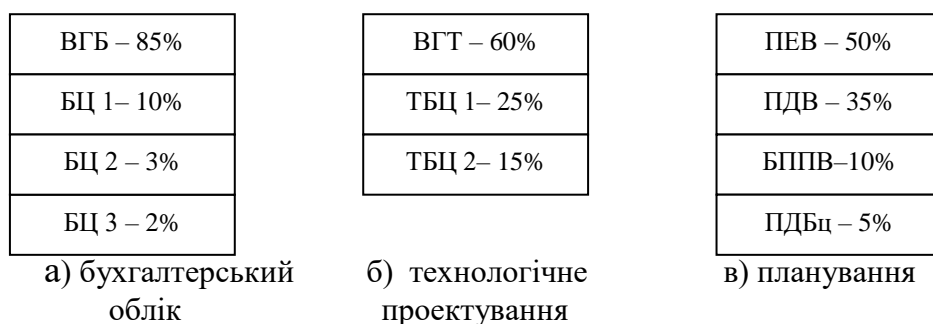 ВГБ – 85%
БЦ 1– 10%
БЦ 2 – 3%
БЦ 3 – 2%
а) бухгалтерський
облік
ВГТ – 60%
ТБЦ 1– 25%
ТБЦ 2– 15%
б) технологічне
проектування
ПЕВ – 50%
ПДВ – 35%
БППВ–10%
ПДБц – 5%
в) планування